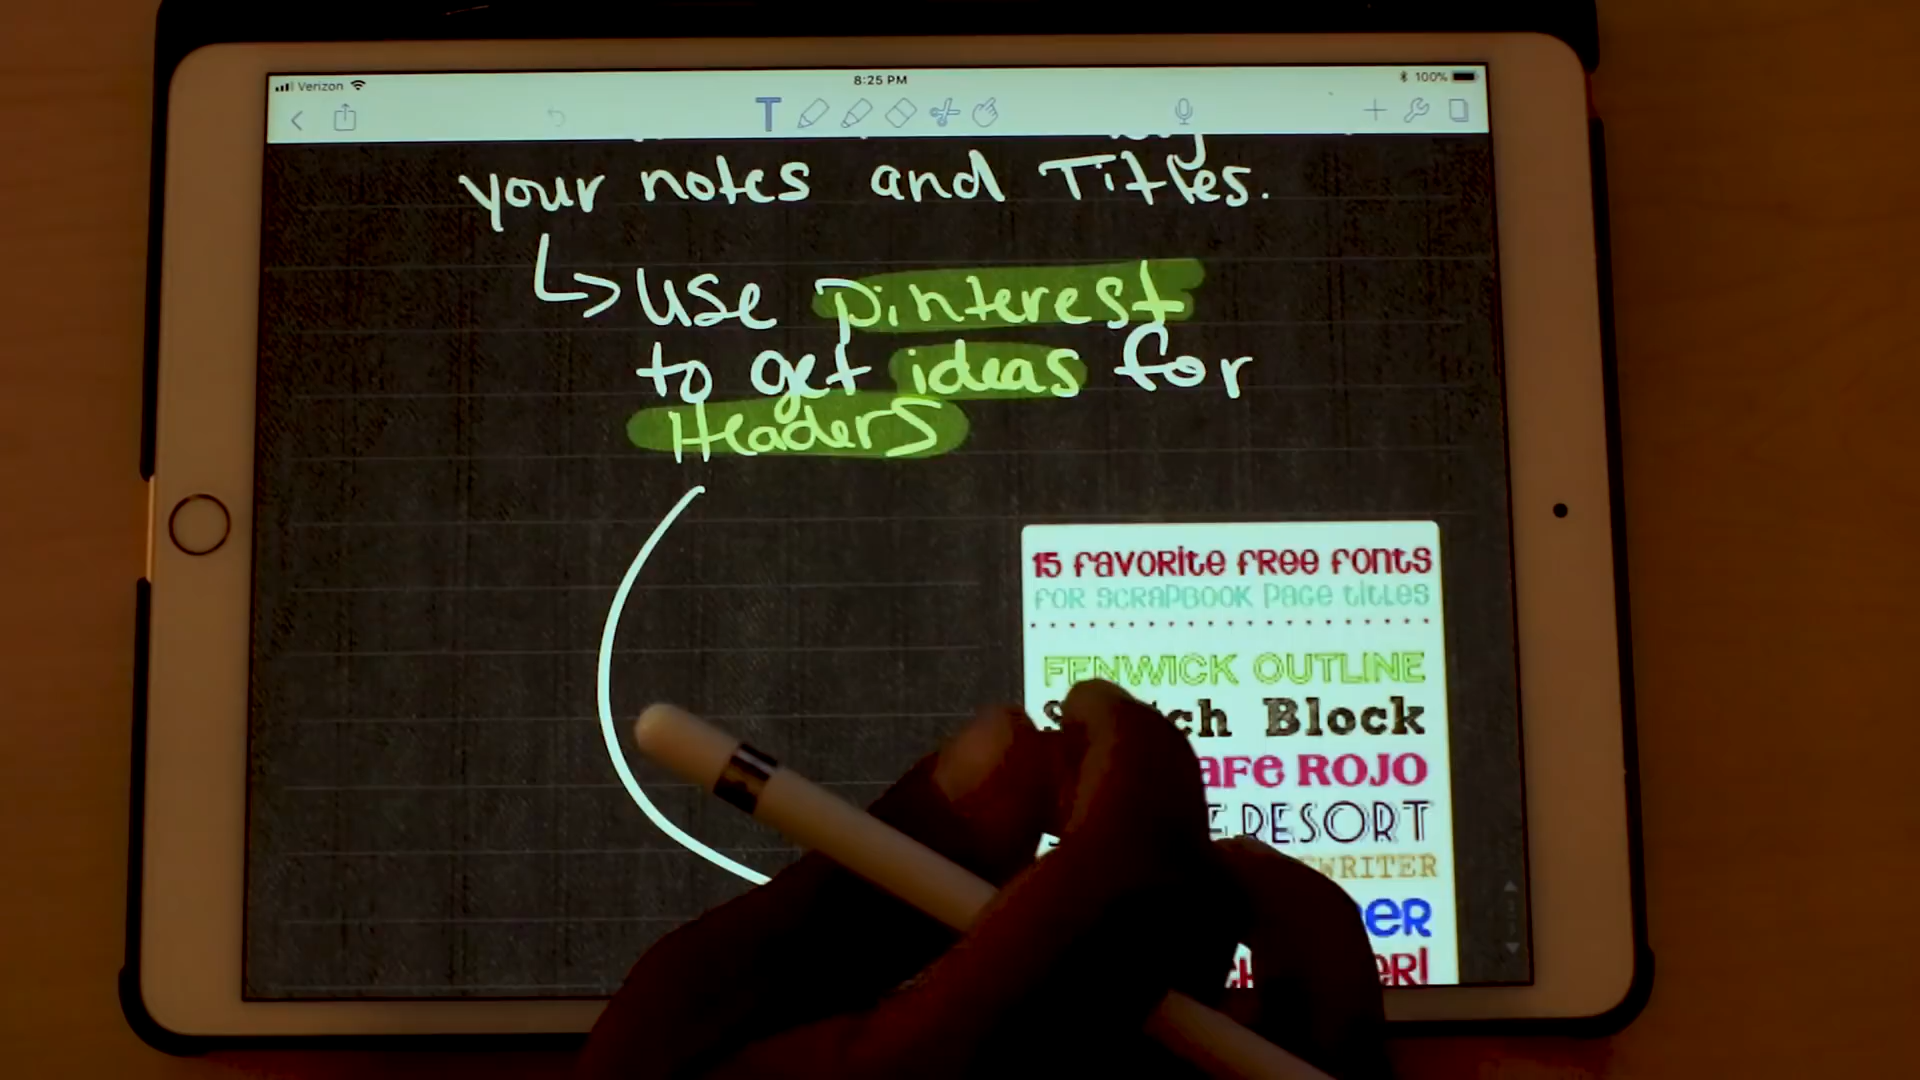 Verizon 8:25 PM 100%
T
your notes and Titles.
Use pinterest
to get ideas for
Headers
15 FAVORITE FREE FONTS
FOR SCRAPBOOK PAGE TITLES
FENWICK OUTLINE
Block
ROJO
RESORT